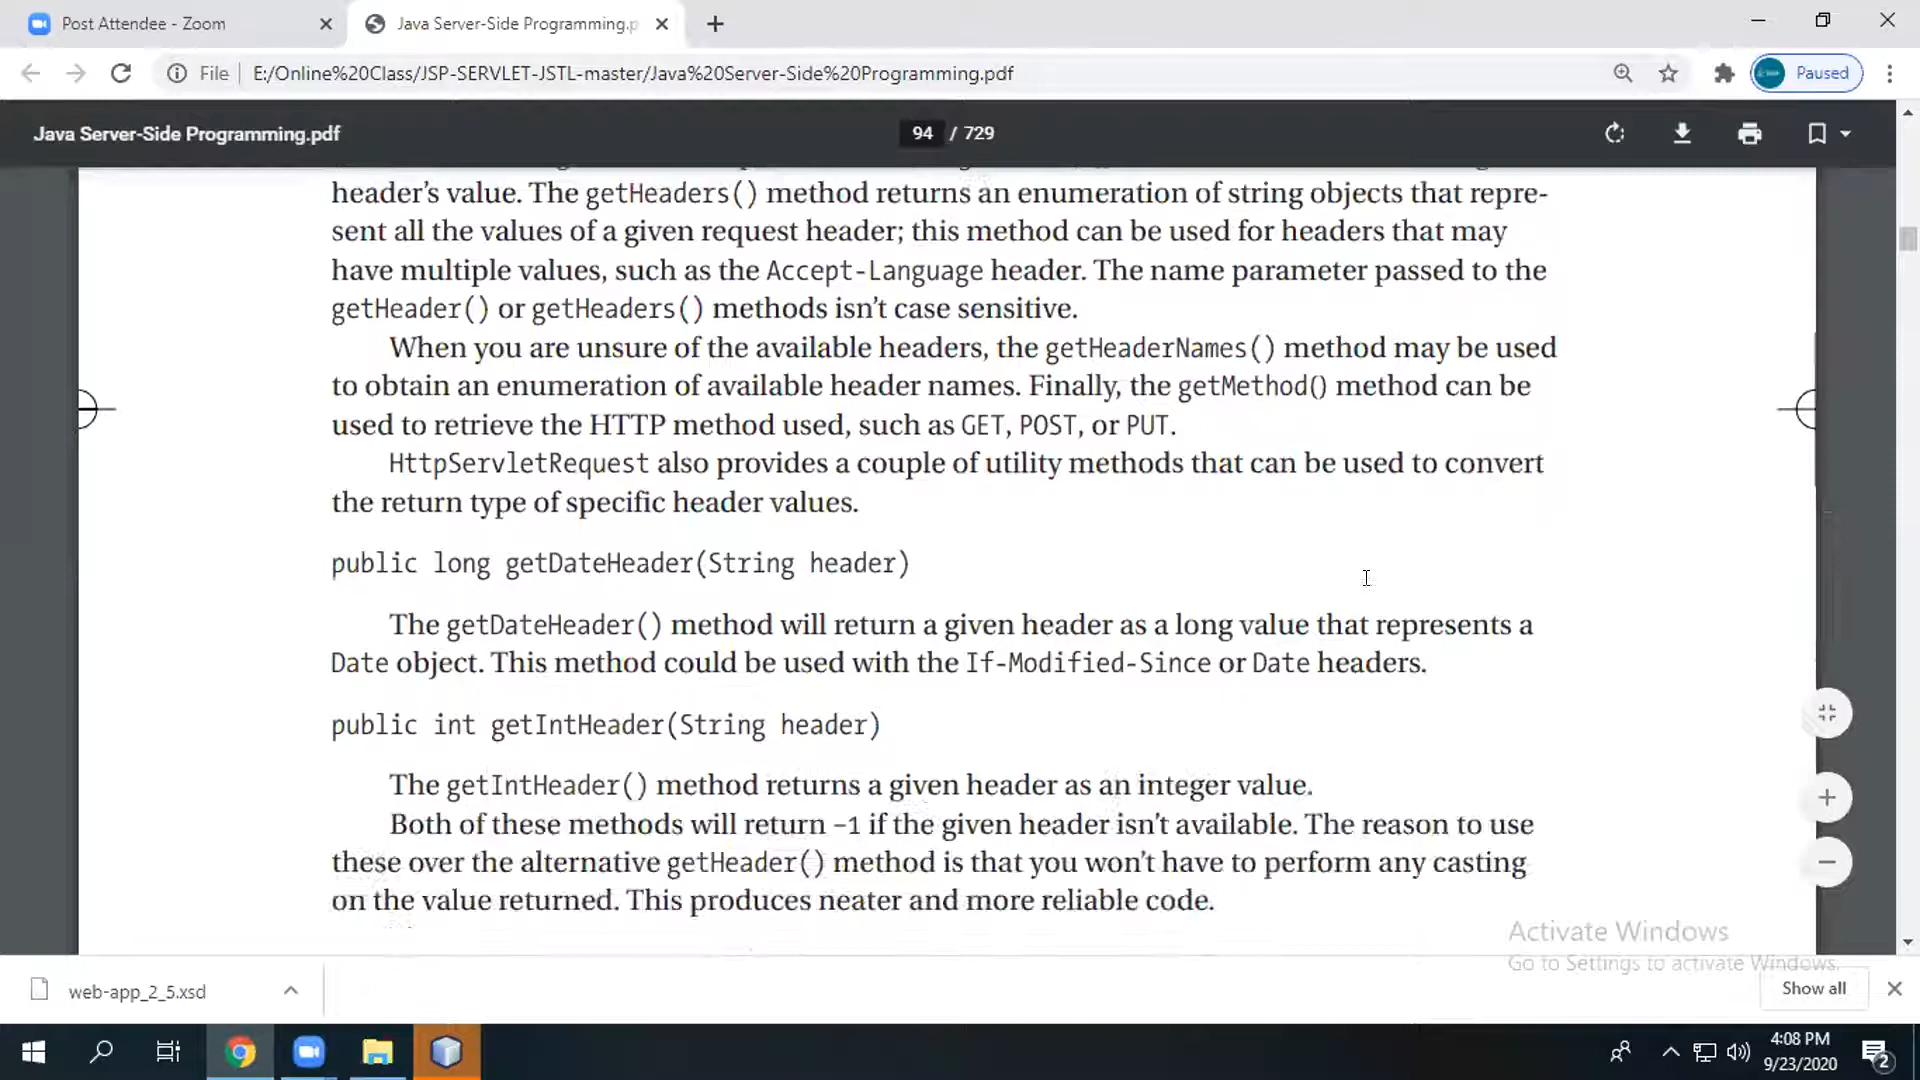 Post Attendee - Zoom
Java Server-Side Programming.p
File
E:/Online%20Class/JSP-SERVLET-JSTL-master/Java%20Server-Side%20Programming.pdf
Paused
Java Server-Side Programming.pdf
94 / 729
header's value. The getHeaders() method returns an enumeration of string objects that repre-
sent all the values of a given request header; this method can be used for headers that may
have multiple values, such as the Accept-Language header. The name parameter passed to the
getHeader() or getHeaders() methods isn't case sensitive.
When you are unsure of the available headers, the getHeaderNames() method may be used
to obtain an enumeration of available header names. Finally, the getMethod() method can be
used to retrieve the HTTP method used, such as GET, POST, or PUT.
HttpServletRequest also provides a couple of utility methods that can be used to convert
the return type of specific header values.
public long getDateHeader(String header)
The getDateHeader() method will return a given header as a long value that represents a
Date object. This method could be used with the If-Modified-Since or Date headers.
public int getIntHeader(String header)
The getIntHeader() method returns a given header as an integer value.
Both of these methods will return –1 if the given header isn't available. The reason to use
these over the alternative getHeader() method is that you won't have to perform any casting
on the value returned. This produces neater and more reliable code.
Activate Windows
Go to Settings to activate Windows.
web-app_2_5.xsd
Show all
4:08 PM
9/23/2020
2